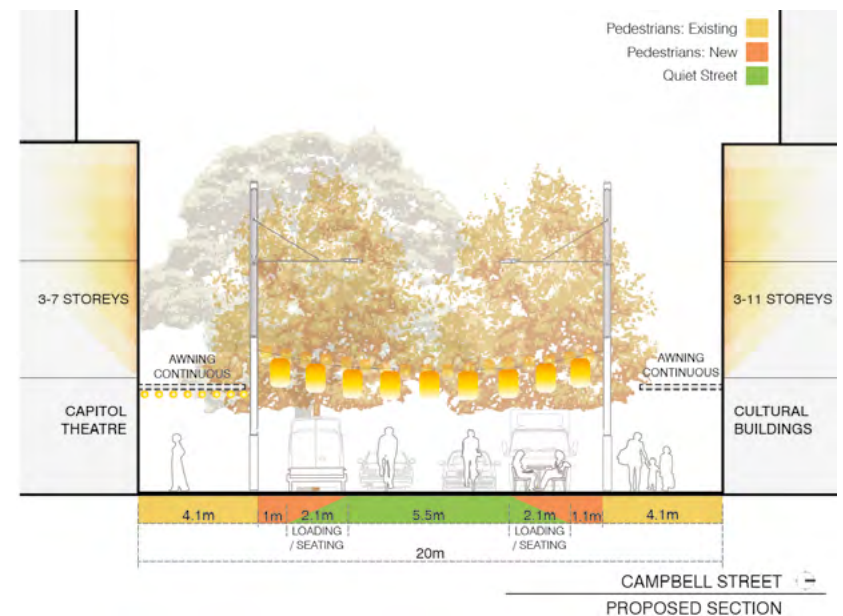 Pedestrians: Existing
Pedestrians: New
Quiet Street
3-7 STOREYS
3-11 STOREYS
AWNING
CONTINUOUS
AWNING
CONTINUOUS
CAPITOL
THEATRE
CULTURAL
BUILDINGS
4.1m 1m 2.1m 5.5m 2.1m 1.1m 4.1m
LOADING
/ SEATING
LOADING
/ SEATING
20m
CAMPBELL STREET
PROPOSED SECTION